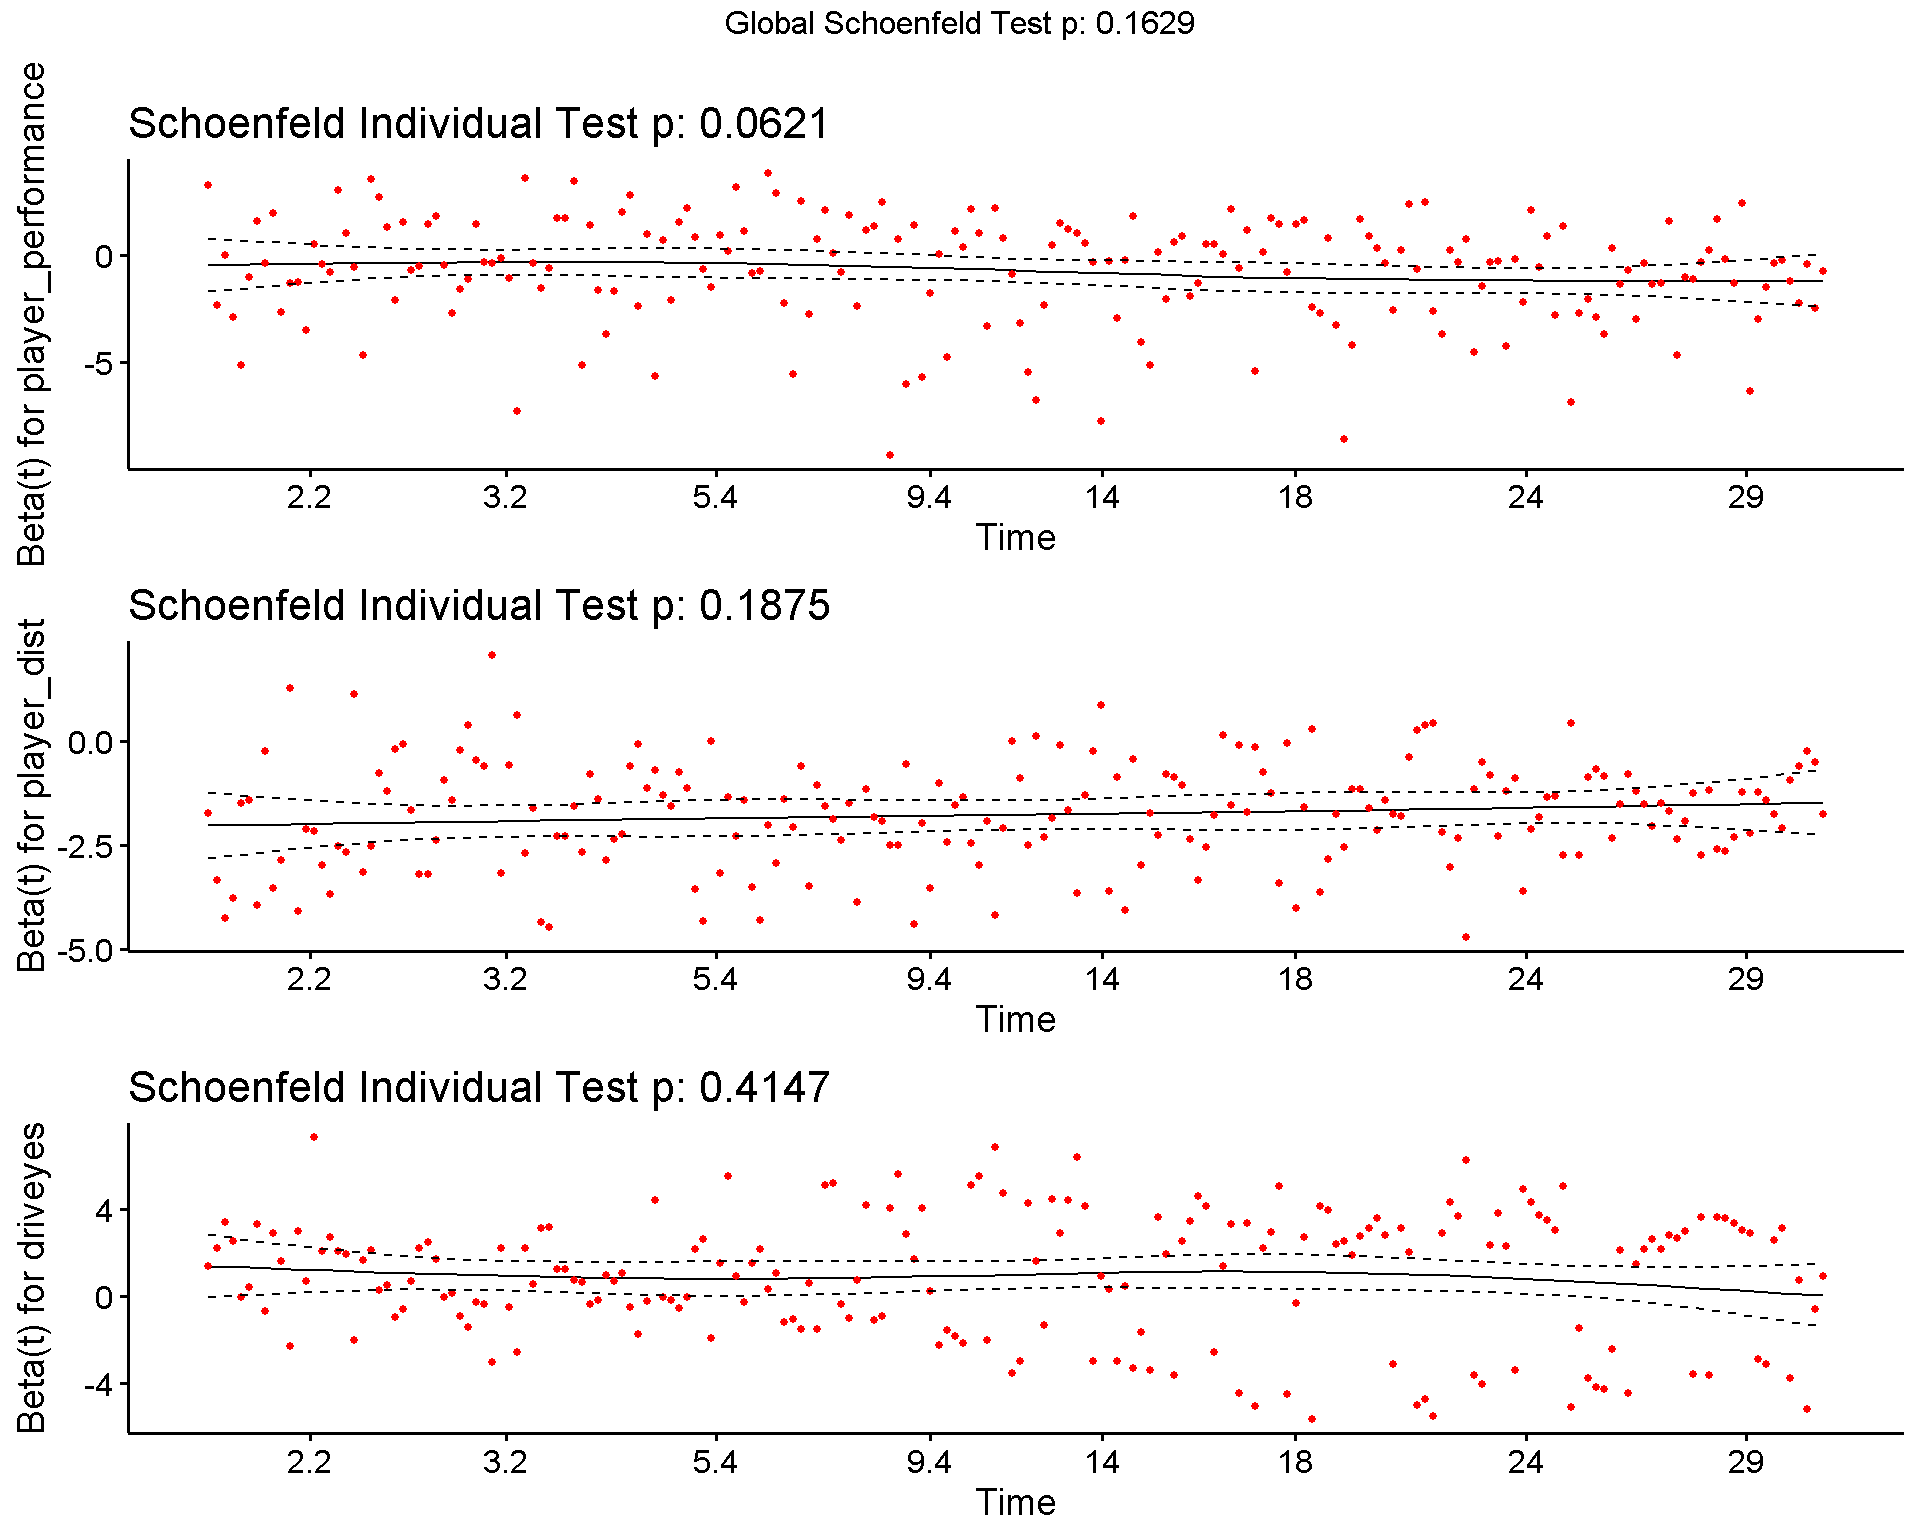 Global Schoenfeld Test p: 0.1629
Schoenfeld Individual Test p: 0.0621
Beta(t) for player_performance
0
-5
2.2 3.2 5.4 9.4 14 18 24 29
Time
Schoenfeld Individual Test p: 0.1875
Beta(t) for player_dist
0.0
-2.5
-5.0
2.2 3.2 5.4 9.4 14 18 24 29
Time
Schoenfeld Individual Test p: 0.4147
Beta(t) for driveyes
4
0
-4
2.2 3.2 5.4 9.4 14 18 24 29
Time